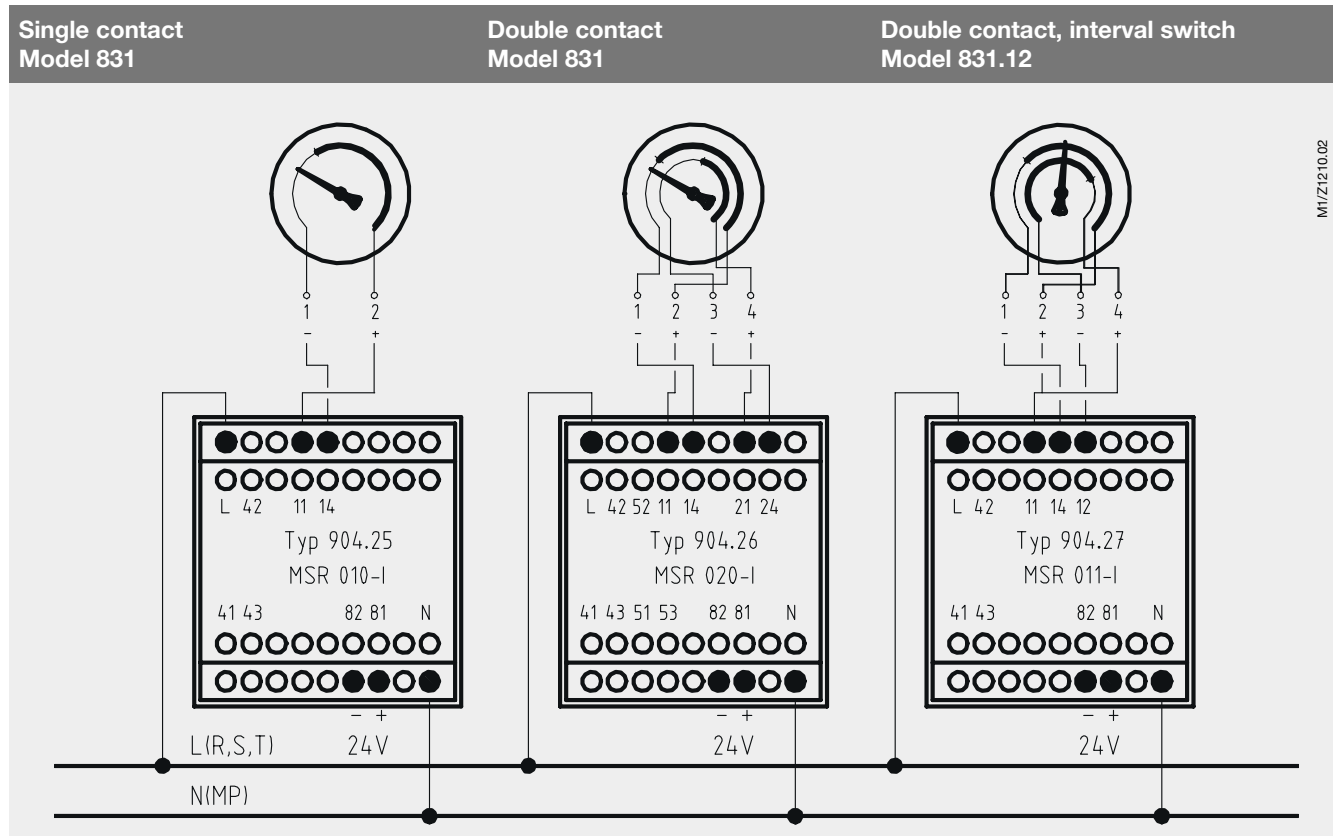 Single contact
Model 831
Double contact
Model 831
Double contact, interval switch
Model 831.12
M1/Z1210.02
1 2
- +
1 2 3 4
- + - +
1 2 3 4
- + - +
L 42 11 14
Typ 904.25
MSR 010-I
41 43 82 81 N
- +
24V
L 42 52 11 14 21 24
Typ 904.26
MSR 020-I
41 43 51 53 82 81 N
- +
24V
L 42 11 14 12
Typ 904.27
MSR 011-I
41 43 82 81 N
- +
24V
L(R,S,T)
N(MP)